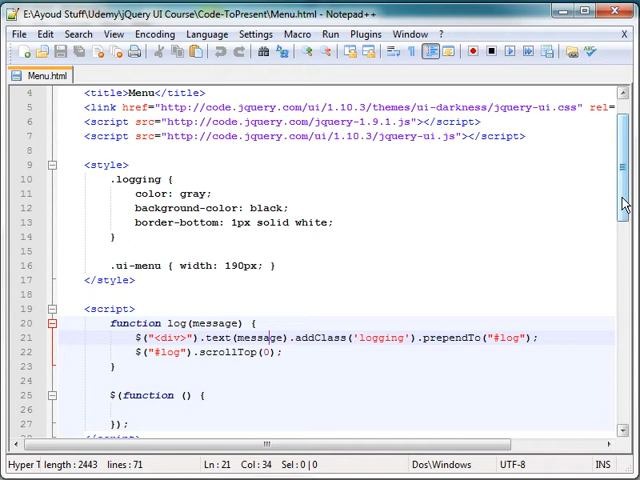 E:\Ayoud Stuff\Udemy\jQuery UI Course\Code-ToPresent\Menu.html - Notepad++
File Edit Search View Encoding Language Settings Macro Run Plugins Window ? X
Menu.html
4 <title>Menu</title>
5 <link href="http://code.jquery.com/ui/1.10.3/themes/ui-darkness/jquery-ui.css" rel=
6 <script src="http://code.jquery.com/jquery-1.9.1.js"></script>
7 <script src="http://code.jquery.com/ui/1.10.3/jquery-ui.js"></script>
8
9 <style>
10 .logging {
11 color: gray;
12 background-color: black;
13 border-bottom: 1px solid white;
14 }
15
16 .ui-menu { width: 190px; }
17 </style>
18
19 <script>
20 function log(message) {
21 $("<div>").text(message).addClass('logging').prependTo("#log");
22 $("#log").scrollTop(0);
23 }
24
25 $(function () {
26
27 });
28 </script>
Hyper T length : 2443 lines : 71 Ln : 21 Col : 34 Sel : 0 | 0 Dos\Windows UTF-8 INS